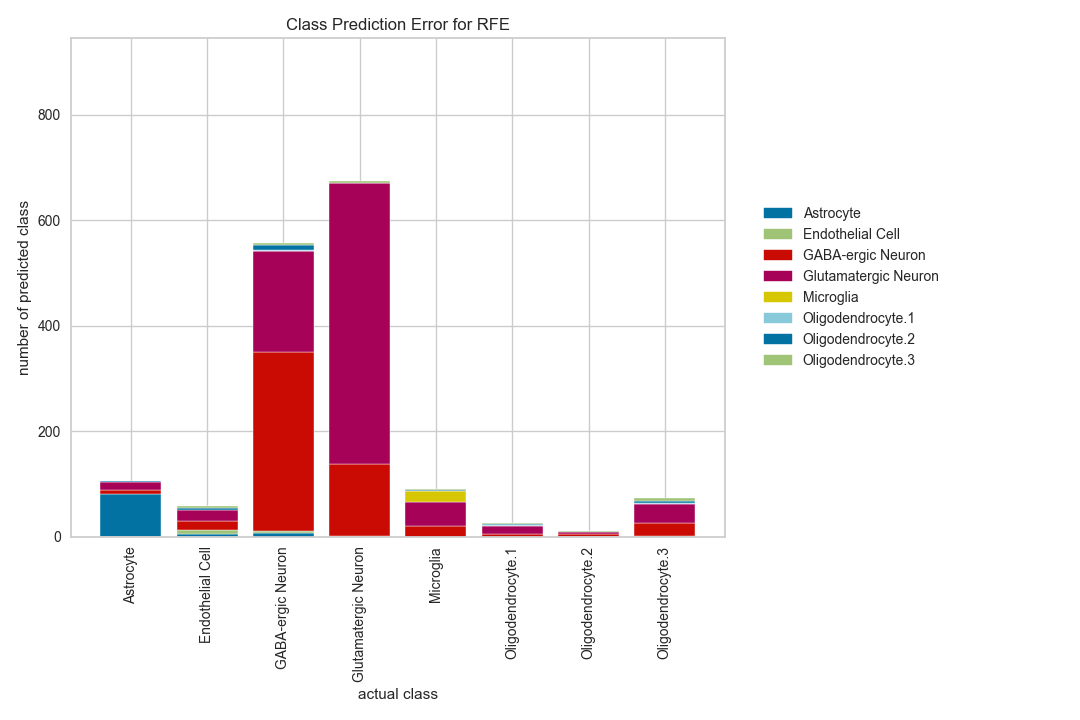 Class Prediction Error for RFE
number of predicted class
800
600
400
200
0
Astrocyte
Endothelial Cell
GABA-ergic Neuron
Glutamatergic Neuron
Microglia
Oligodendrocyte.1
Oligodendrocyte.2
Oligodendrocyte.3
actual class
Astrocyte
Endothelial Cell
GABA-ergic Neuron
Glutamatergic Neuron
Microglia
Oligodendrocyte.1
Oligodendrocyte.2
Oligodendrocyte.3